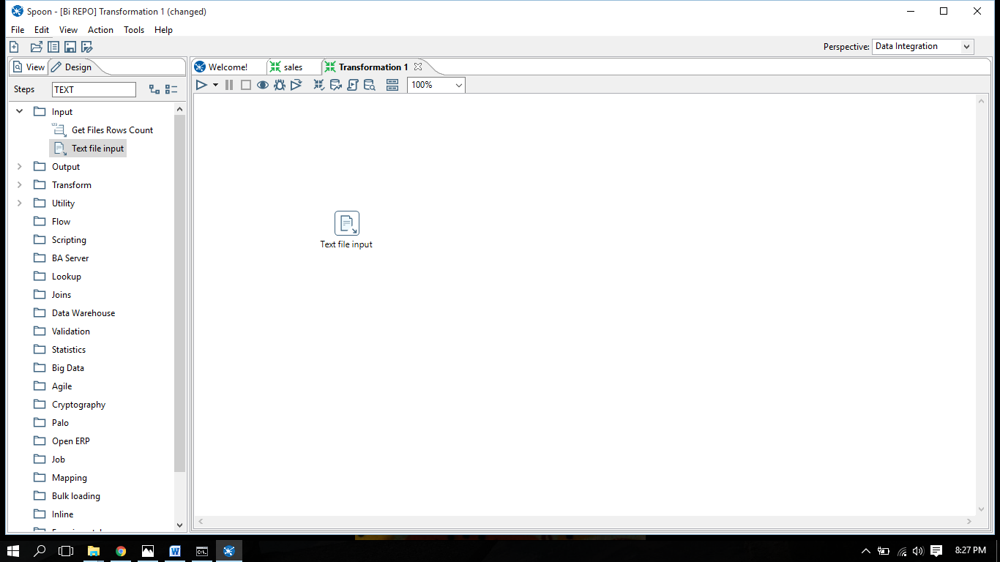 Spoon - [Bi REPO] Transformation 1 (changed)
File Edit View Action Tools Help
Perspective: Data Integration
View Design
Welcome! sales Transformation 1
Steps TEXT
100%
Input
123
Get Files Rows Count
Text file input
Output
Transform
Utility
Flow
Scripting
BA Server
Lookup
Joins
Data Warehouse
Validation
Statistics
Big Data
Agile
Cryptography
Palo
Open ERP
Job
Mapping
Bulk loading
Inline
Text file input
8:27 PM